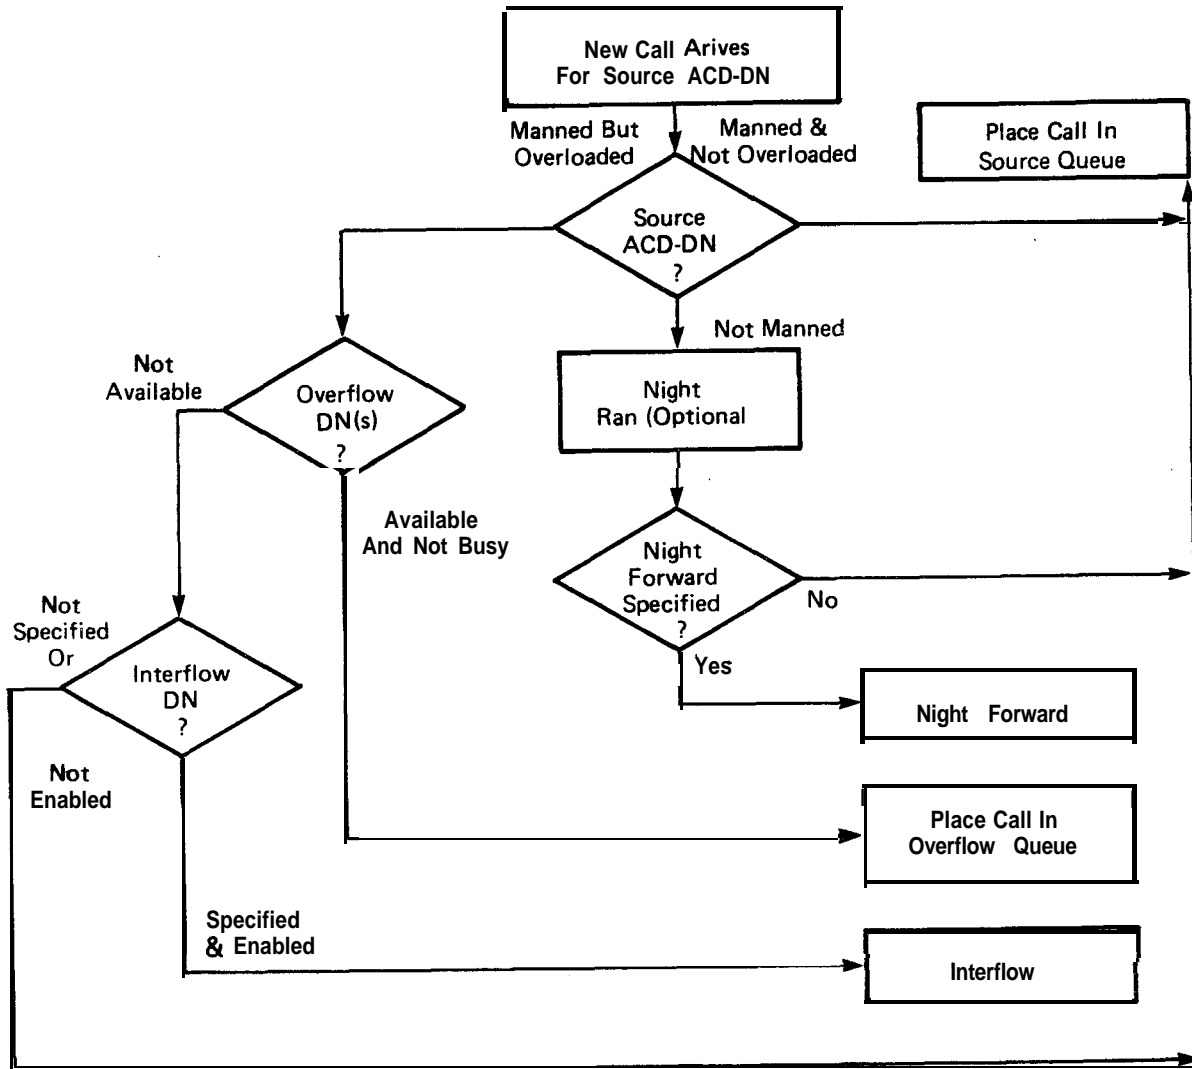 New Call Arives
For Source ACD-DN
Manned But
Overloaded
Manned &
Not Overloaded
Place Call In
Source Queue
Source
ACD-DN
?
Not Manned
Not
Available
Overflow
DN(s)
?
Night
Ran (Optional
Available
And Not Busy
Night
Forward
Specified
?
No
Yes
Not
Specified
Or
Interflow
DN
?
Night Forward
Not
Enabled
Place Call In
Overflow Queue
Specified
& Enabled
Interflow